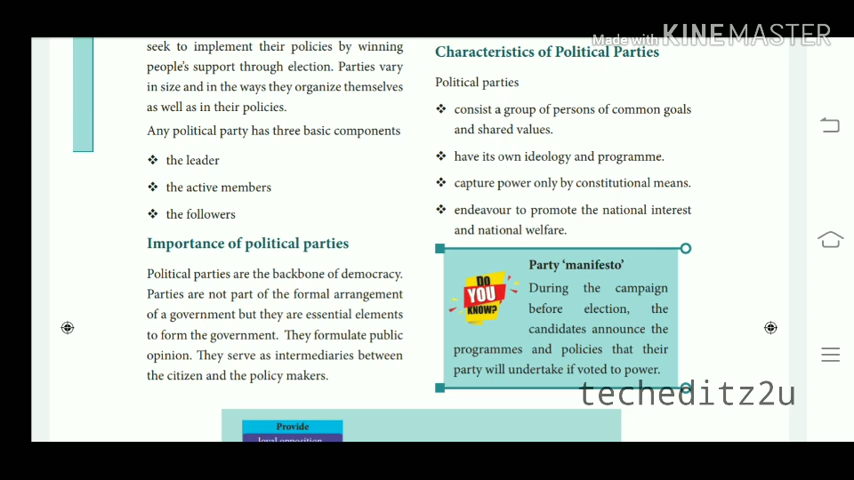 Made with KINEMASTER
seek to implement their policies by winning
people's support through election. Parties vary
in size and in the ways they organize themselves
as well as in their policies.
Any political party has three basic components
❖ the leader
❖ the active members
❖ the followers
Importance of political parties
Political parties are the backbone of democracy.
Parties are not part of the formal arrangement
of a government but they are essential elements
to form the government. They formulate public
opinion. They serve as intermediaries between
the citizen and the policy makers.
Characteristics of Political Parties
Political parties
❖ consist a group of persons of common goals
and shared values.
❖ have its own ideology and programme.
❖ capture power only by constitutional means.
❖ endeavour to promote the national interest
and national welfare.
DO
YOU
KNOW?
Party ‘manifesto’
During the campaign
before election, the
candidates announce the
programmes and policies that their
party will undertake if voted to power.
techeditz2u
Provide
loyal opposition